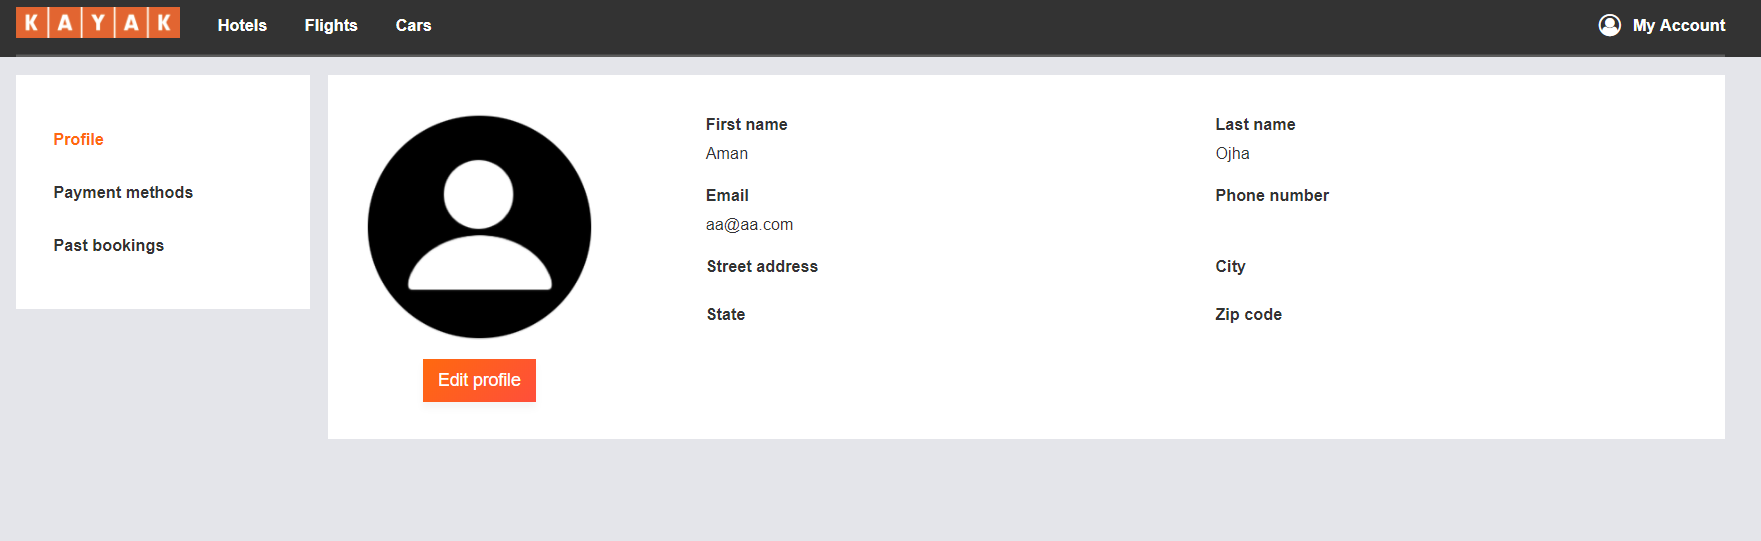 KAYAK Hotels Flights Cars My Account
Profile
Payment methods
Past bookings
Edit profile
First name Last name
Aman Ojha
Email Phone number
aa@aa.com
Street address City
State Zip code